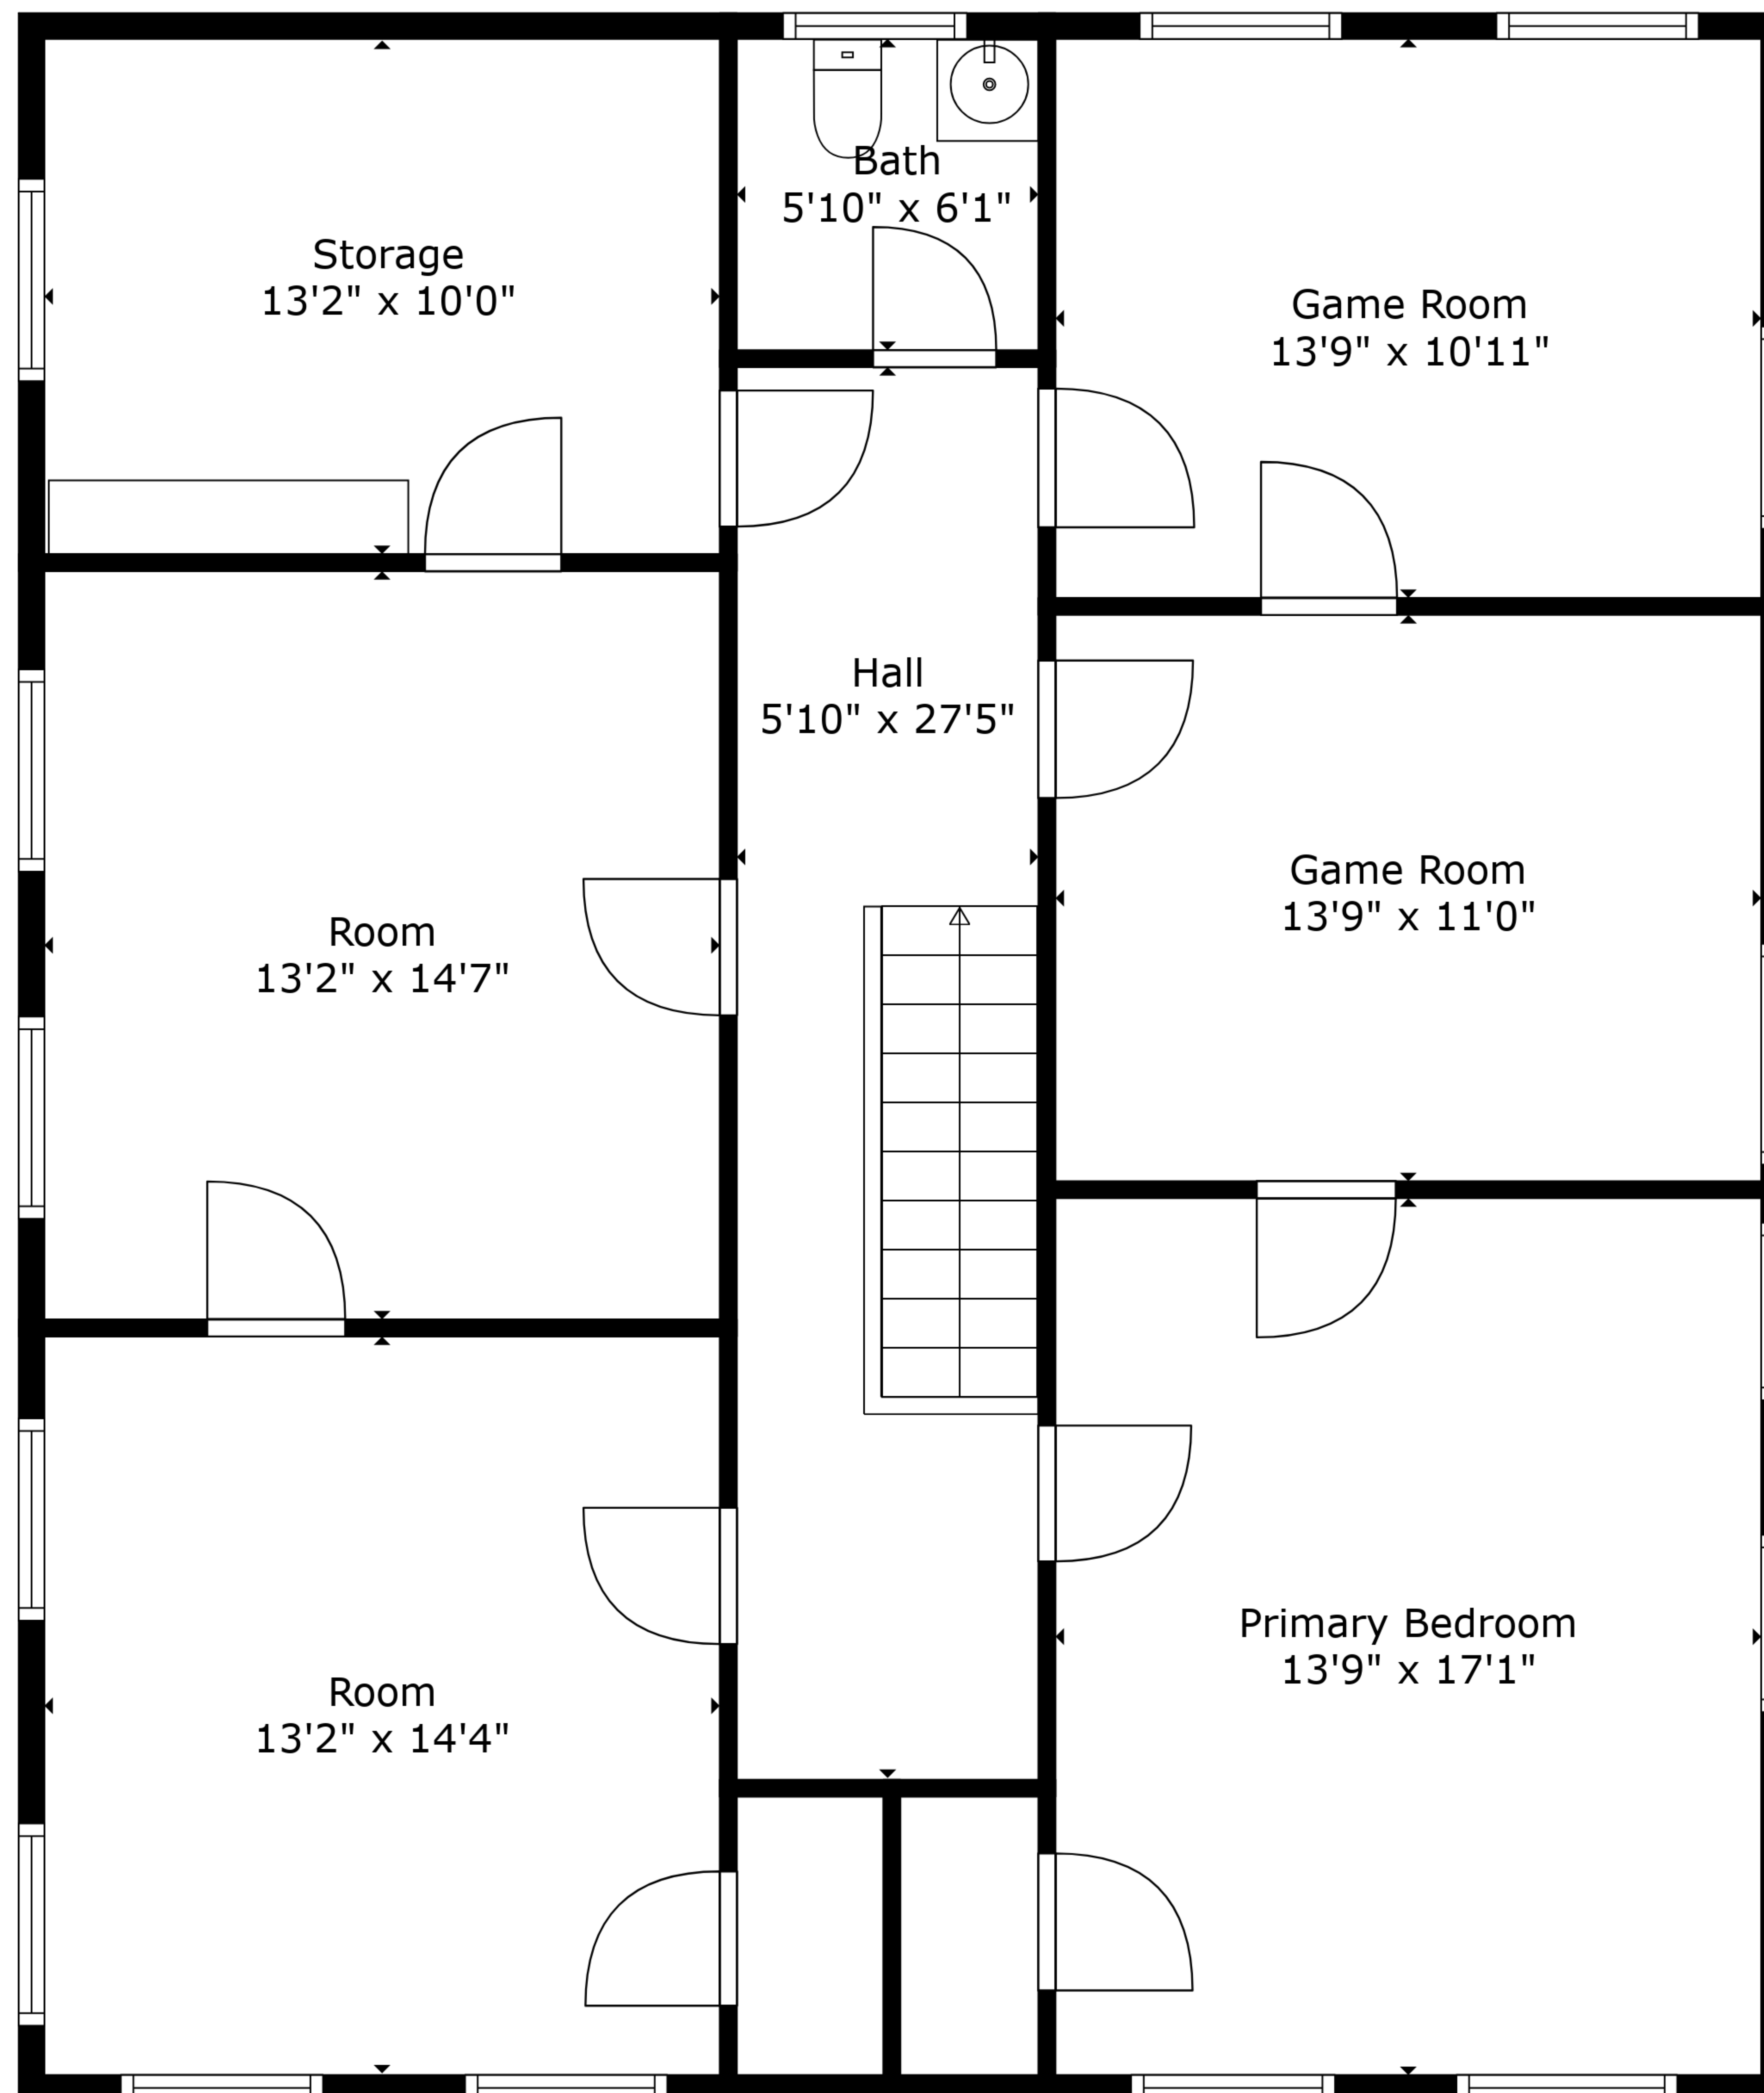 Bath
5'10" x 6'1"
Storage
13'2" x 10'0"
Game Room
13'9" x 10'11"
Hall
5'10" x 27'5"
Game Room
13'9" x 11'0"
Room
13'2" x 14'7"
Primary Bedroom
13'9" x 17'1"
Room
13'2" x 14'4"